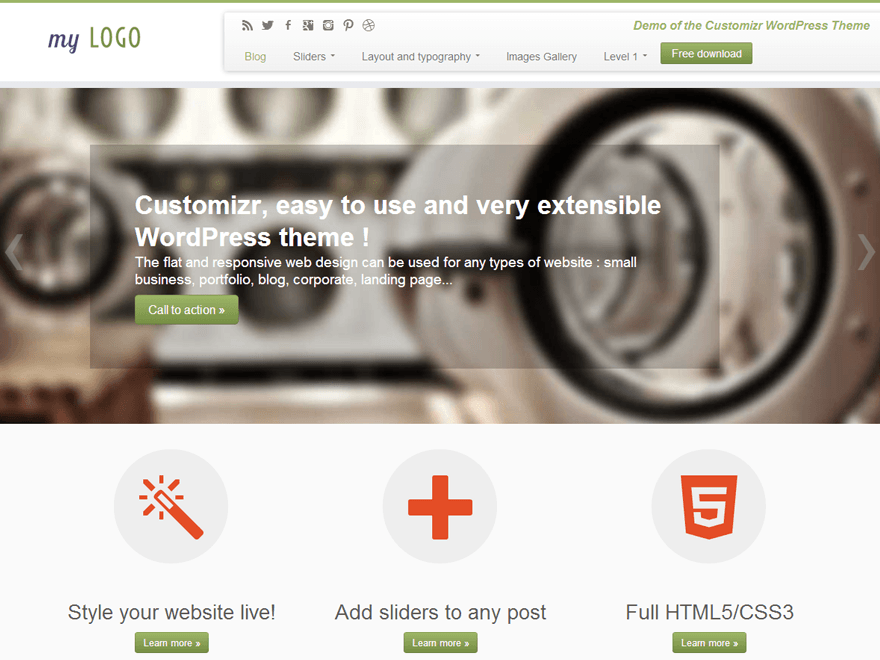 my LOGO
Demo of the Customizr WordPress Theme
Blog Sliders Layout and typography Images Gallery Level 1 Free download
Customizr, easy to use and very extensible
WordPress theme !
The flat and responsive web design can be used for any types of website : small
business, portfolio, blog, corporate, landing page...
Call to action »
Style your website live! Add sliders to any post Full HTML5/CSS3
Learn more » Learn more » Learn more »